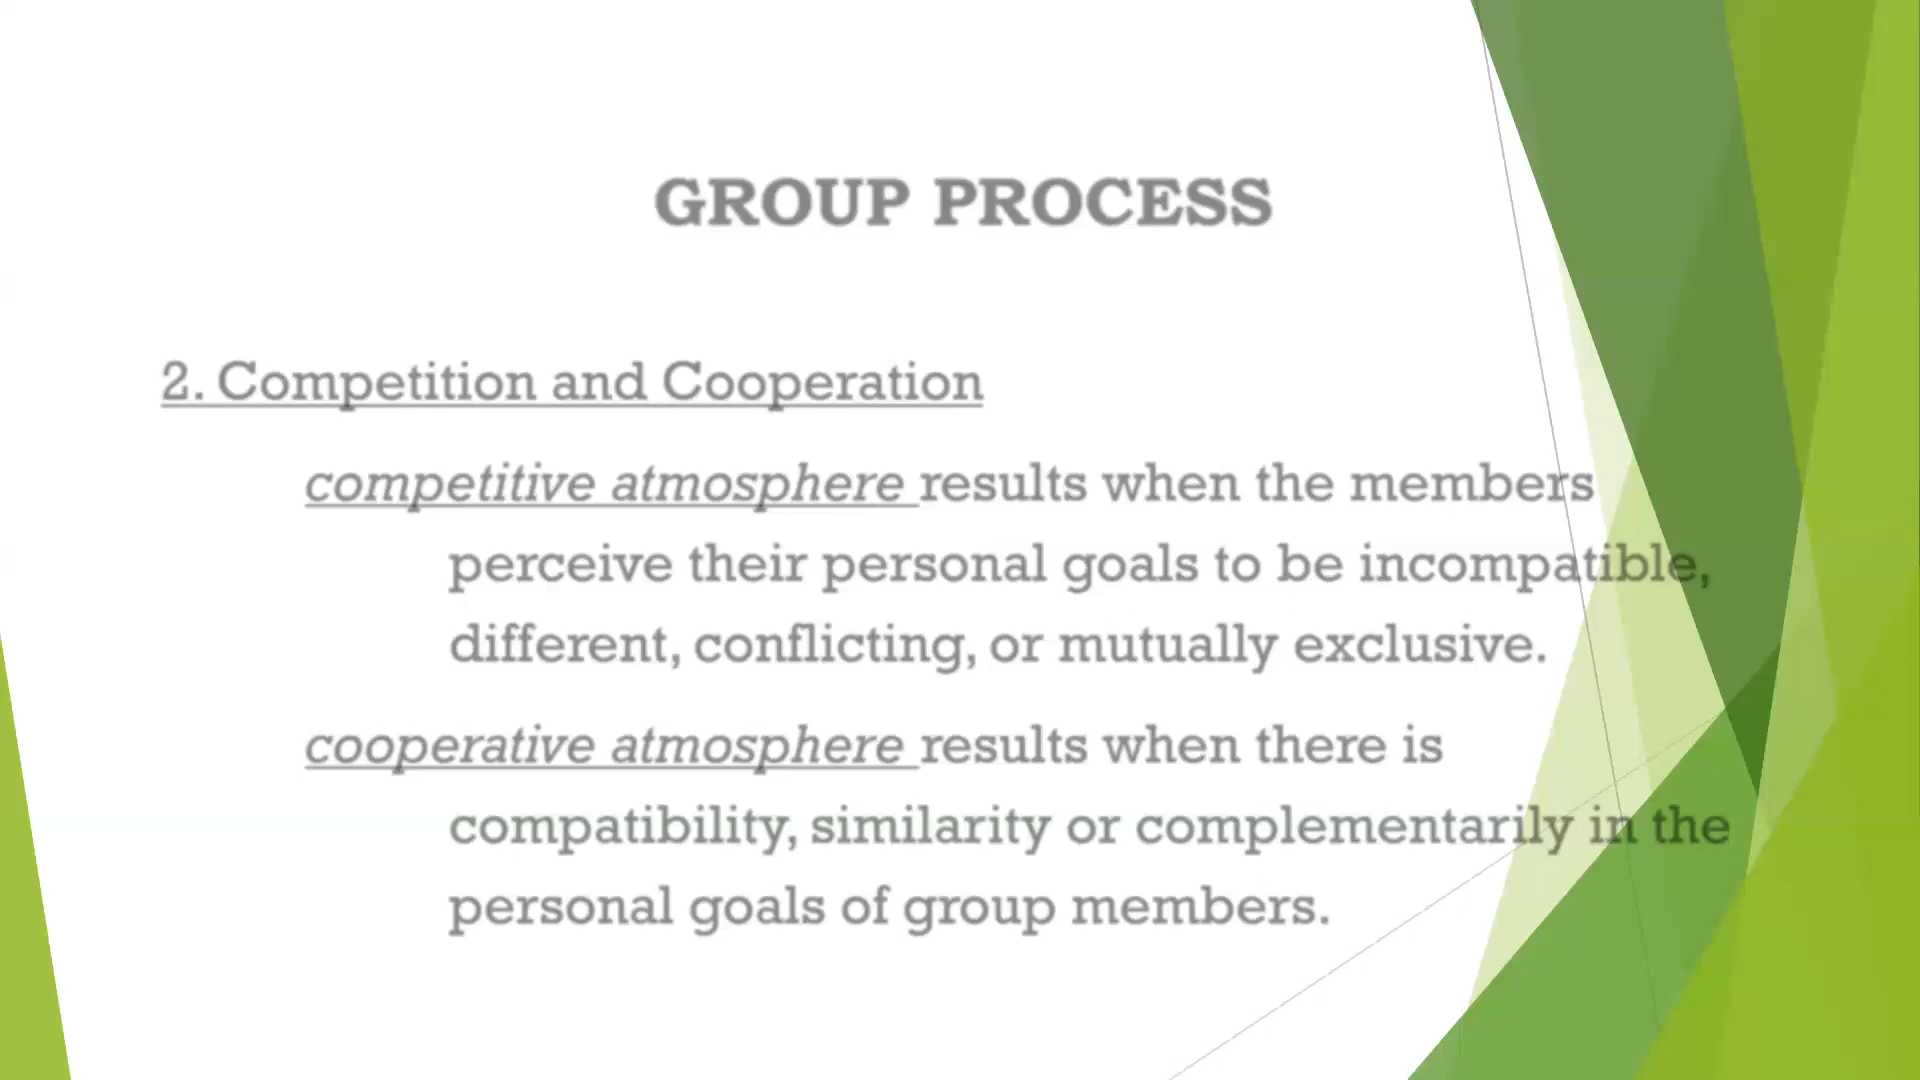 GROUP PROCESS
2. Competition and Cooperation
competitive atmosphere results when the members
perceive their personal goals to be incompatible,
different, conflicting, or mutually exclusive.
cooperative atmosphere results when there is
compatibility, similarity or complementarily in the
personal goals of group members.